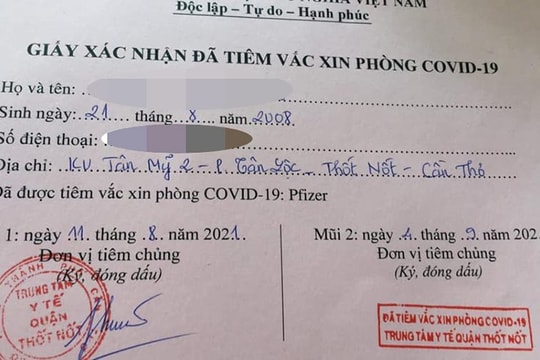 NGHĨA VIỆT NAM
Độc lập – Tự do – Hạnh phúc
GIẤY XÁC NHẬN ĐÃ TIÊM VẮC XIN PHÒNG COVID-19
Họ và tên:
Sinh ngày: 21 tháng 8 năm 2008
Số điện thoại:
Địa chỉ: KV Tân Mỹ 2 – P. Tân Lộc – Thốt Nốt – Cần Thơ
Đã được tiêm vắc xin phòng COVID-19: Pfizer
1: ngày 11 tháng 8 năm 2021
Đơn vị tiêm chủng
(Ký, đóng dấu)
TRUNG TÂM
Y TẾ
QUẬN
THỐT NỐT
Mũi 2: ngày 4 tháng 9 năm 202
Đơn vị tiêm chủng
(Ký, đóng dấu)
ĐÃ TIÊM VẮC XIN PHÒNG COVID-19
TRUNG TÂM Y TẾ QUẬN THỐT NỐT